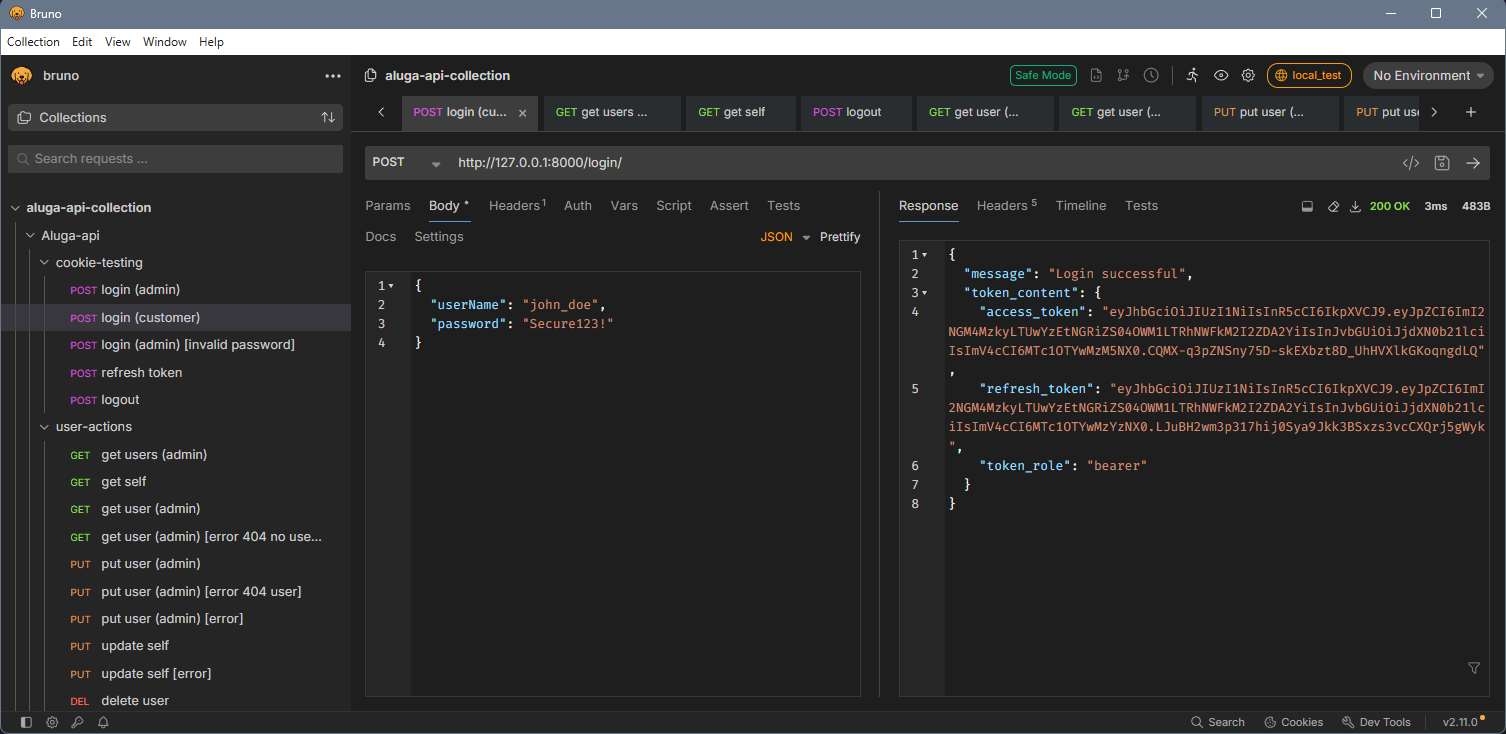 Bruno
Collection Edit View Window Help
bruno
aluga-api-collection
Safe Mode
local_test
No Environment
Collections
POST login (cu...
GET get users ...
GET get self
POST logout
GET get user (...
GET get user (...
PUT put user (...
PUT put use
Search requests ...
POST
http://127.0.0.1:8000/login/
aluga-api-collection
Aluga-api
cookie-testing
POST login (admin)
POST login (customer)
POST login (admin) [invalid password]
POST refresh token
POST logout
user-actions
GET get users (admin)
GET get self
GET get user (admin)
GET get user (admin) [error 404 no use...
PUT put user (admin)
PUT put user (admin) [error 404 user]
PUT put user (admin) [error]
PUT update self
PUT update self [error]
DEL delete user
Params Body Headers 1 Auth Vars Script Assert Tests
Docs Settings
JSON Prettify
1 {
2 "userName": "john_doe",
3 "password": "Secure123!"
4 }
Response Headers 5 Timeline Tests
200 OK 3ms 483B
1 {
2 "message": "Login successful",
3 "token_content": {
4 "access_token": "eyJhbGciOiJIUzI1NiIsInR5cCI6IkpXVCJ9.eyJpZCI6ImI2
NGM4MzkyLTUwYzEtNGRiZS04OWM1LTRhNWFkM2I2ZDA2YiIsInJvbGUiOiJjdXN0b21lci
IsImV4cCI6MTc1OTYwMzM5NX0.CQMX-q3pZNSny75D-skEXbzt8D_UhHVXlkGKoqngdLQ"
,
5 "refresh_token": "eyJhbGciOiJIUzI1NiIsInR5cCI6IkpXVCJ9.eyJpZCI6ImI
2NGM4MzkyLTUwYzEtNGRiZS04OWM1LTRhNWFkM2I2ZDA2YiIsInJvbGUiOiJjdXN0b21lc
iIsImV4cCI6MTc1OTYwMzYzNX0.LJuBH2wm3p317hij0Sya9Jkk3BSxzs3vcCXQrj5gWyk
",
6 "token_role": "bearer"
7 }
8 }
Search Cookies Dev Tools v2.11.0